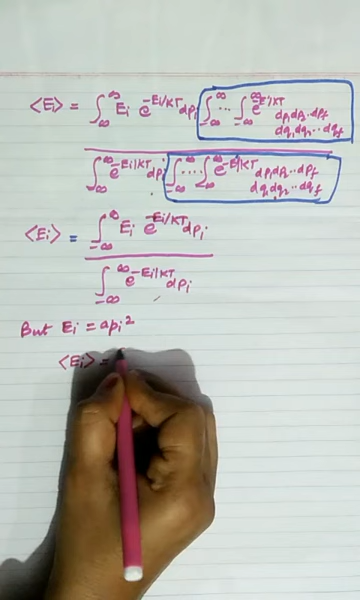 <Ei> = ∫-∞^∞ Ei e^-Ei/KT dpi ∫-∞^∞ ... ∫-∞^∞ e^-E'/KT dp1 dp2 .. dpf dq1 dq2 .. dqf
∫-∞^∞ e^-Ei/KT dpi ∫-∞^∞ ... ∫-∞^∞ e^-E'/KT dp1 dp2 .. dpf dq1 dq2 .. dqf
<Ei> = ∫-∞^∞ Ei e^-Ei/KT dpi
∫-∞^∞ e^-Ei/KT dpi
But Ei = api²
<Ei> =